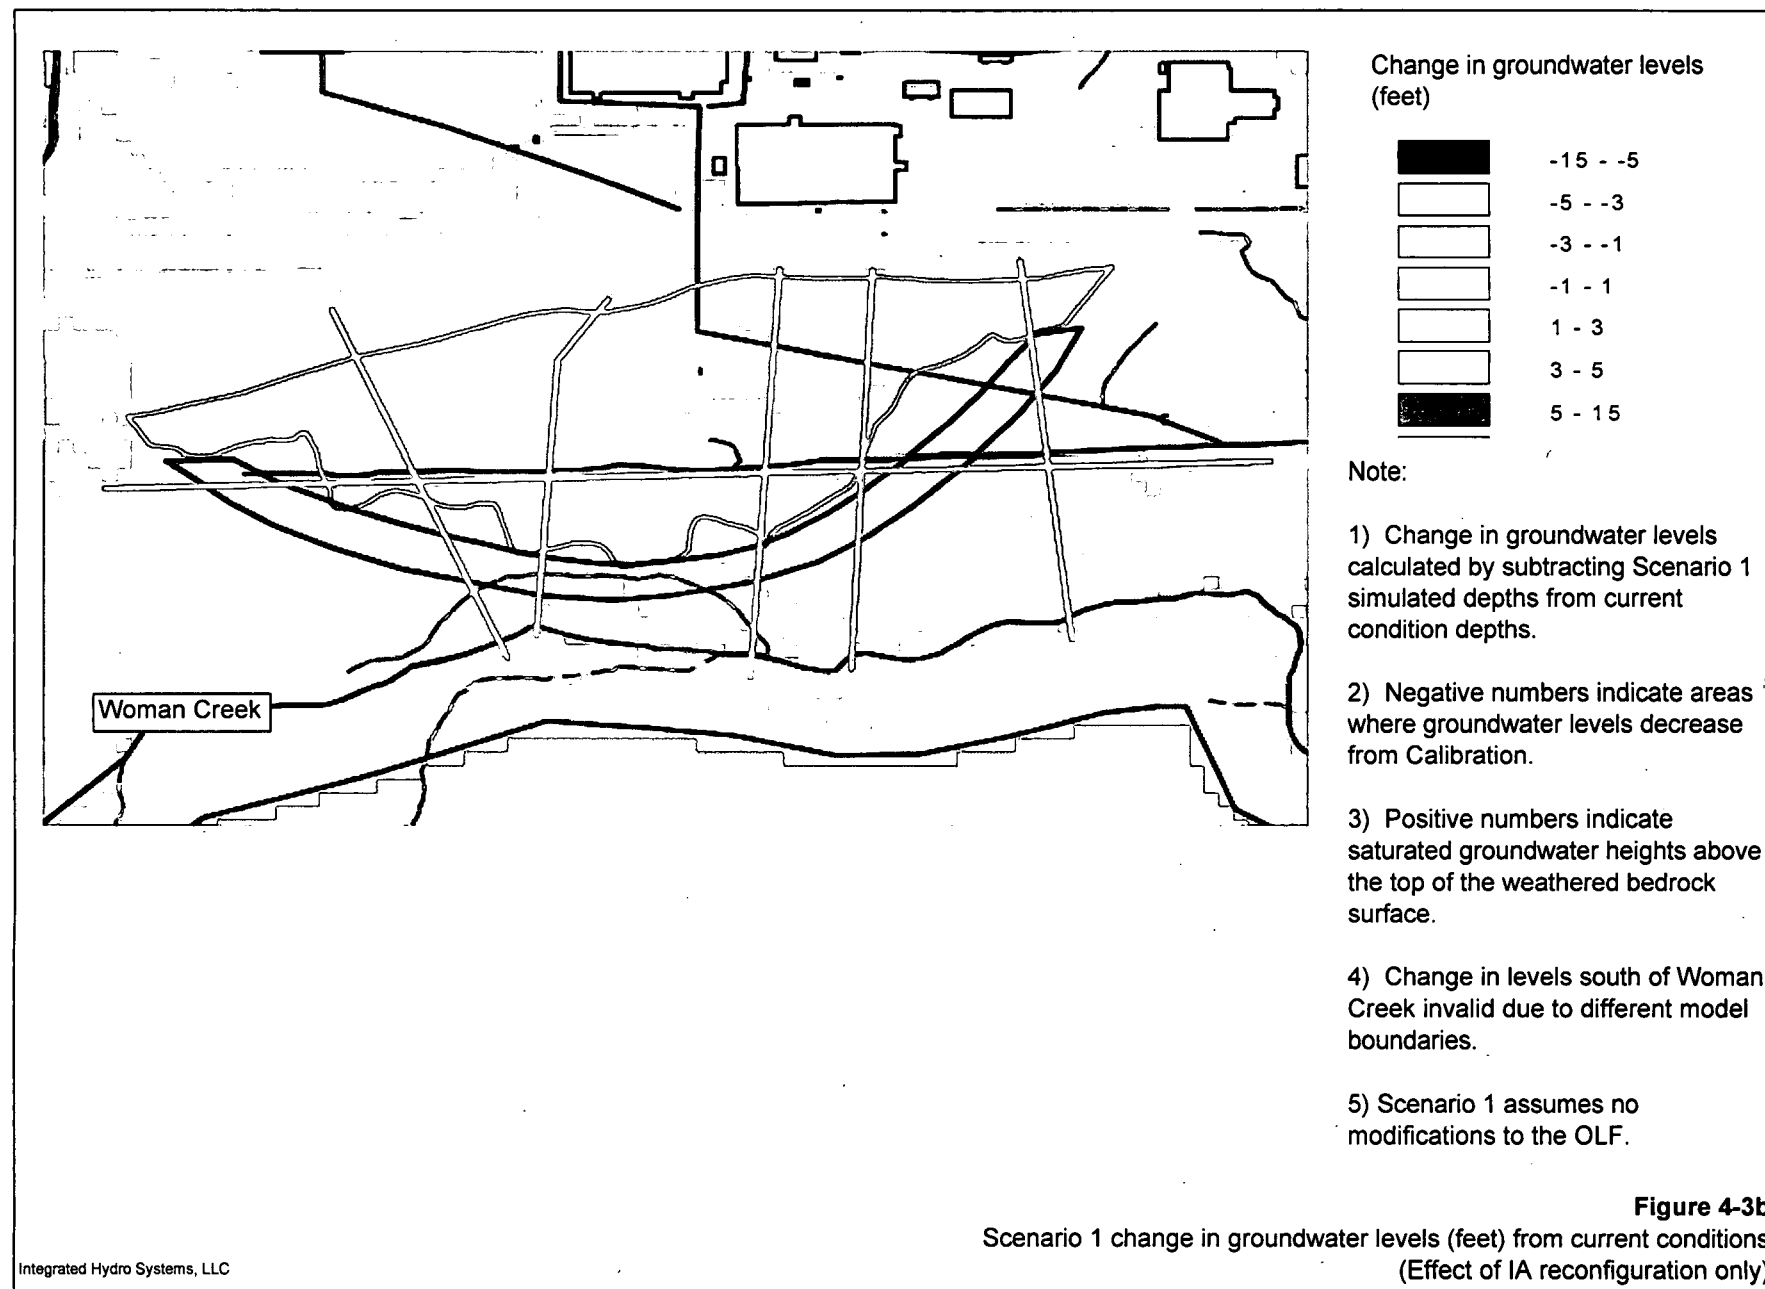 Change in groundwater levels
(feet)
-15 - -5
-5 - -3
-3 - -1
-1 - 1
1 - 3
3 - 5
5 - 15
Note:
1) Change in groundwater levels
calculated by subtracting Scenario 1
simulated depths from current
condition depths.
2) Negative numbers indicate areas
where groundwater levels decrease
from Calibration.
3) Positive numbers indicate
saturated groundwater heights above
the top of the weathered bedrock
surface.
4) Change in levels south of Woman
Creek invalid due to different model
boundaries.
5) Scenario 1 assumes no
modifications to the OLF.
Woman Creek
Figure 4-3b
Scenario 1 change in groundwater levels (feet) from current conditions
(Effect of IA reconfiguration only)
Integrated Hydro Systems, LLC